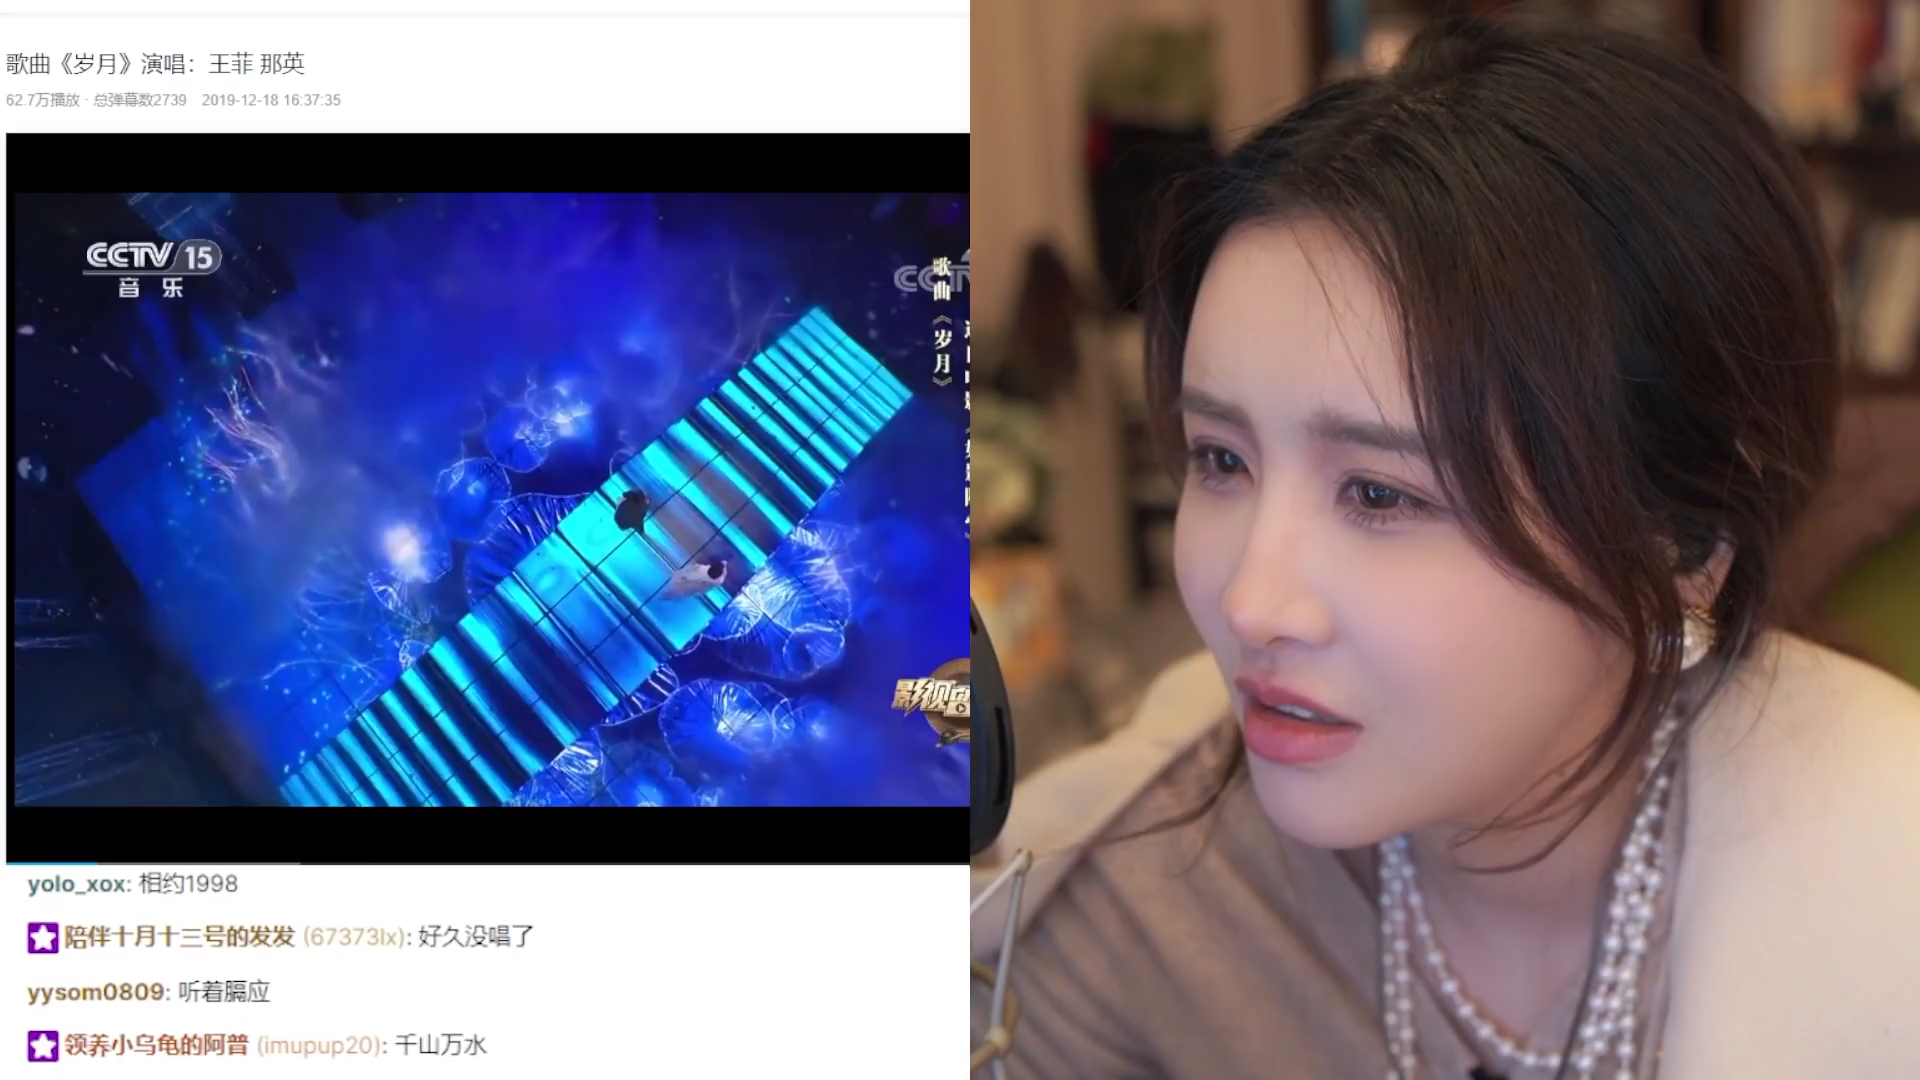 歌曲《岁月》演唱：王菲 那英
62.7万播放 · 总弹幕数2739 2019-12-18 16:37:35
CCTV 15
音乐
CCTV
歌曲《岁月》
影视
yolo_xox: 相约1998
陪伴十月十三号的发发 (67373lx): 好久没唱了
yysom0809: 听着膈应
领养小乌龟的阿普 (imupup20): 千山万水